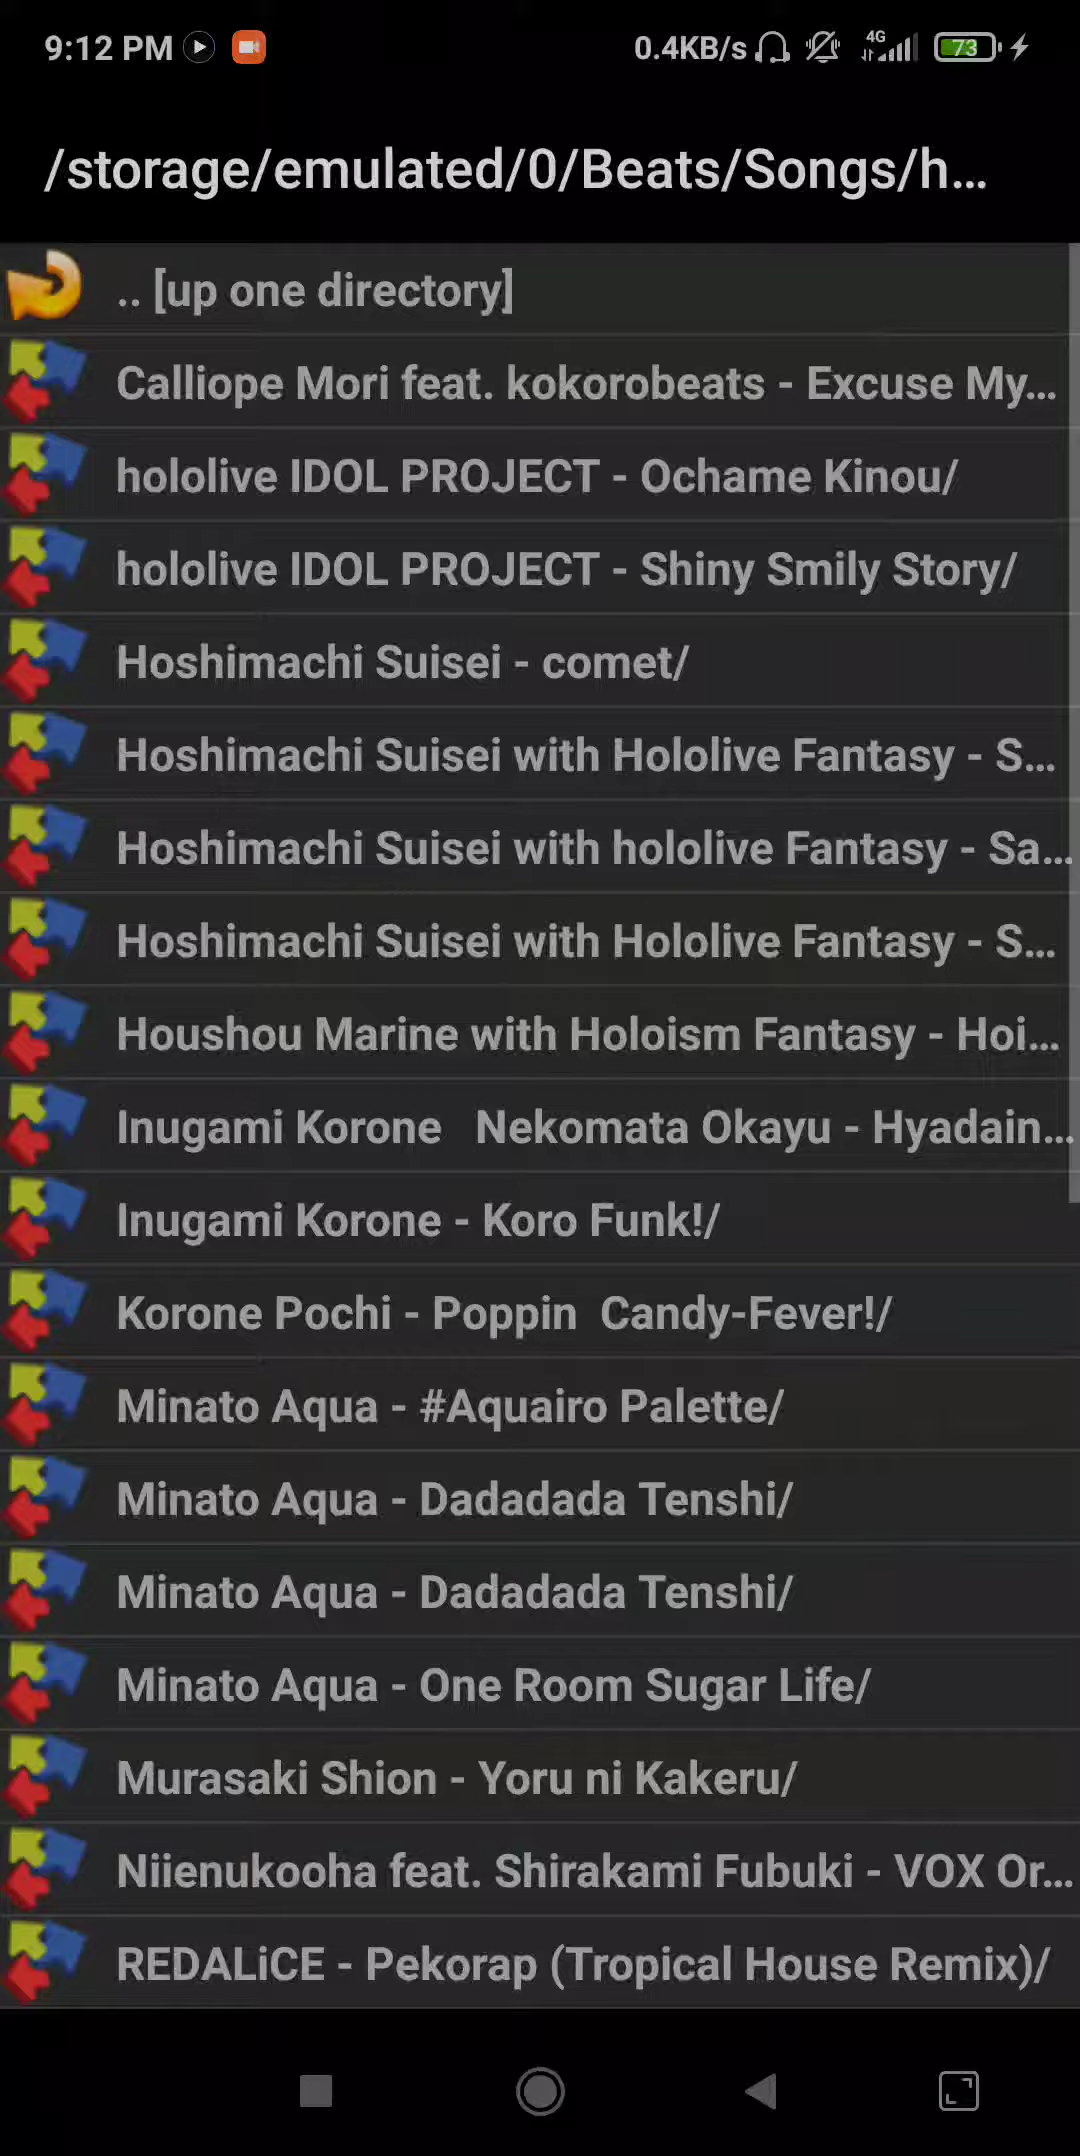 9:12 PM 0.4KB/s 4G 73
/storage/emulated/0/Beats/Songs/h...
.. [up one directory]
Calliope Mori feat. kokorobeats - Excuse My...
hololive IDOL PROJECT - Ochame Kinou/
hololive IDOL PROJECT - Shiny Smily Story/
Hoshimachi Suisei - comet/
Hoshimachi Suisei with Hololive Fantasy - S...
Hoshimachi Suisei with hololive Fantasy - Sa...
Hoshimachi Suisei with Hololive Fantasy - S...
Houshou Marine with Holoism Fantasy - Hoi...
Inugami Korone   Nekomata Okayu - Hyadain...
Inugami Korone - Koro Funk!/
Korone Pochi - Poppin  Candy-Fever!/
Minato Aqua - #Aquairo Palette/
Minato Aqua - Dadadada Tenshi/
Minato Aqua - Dadadada Tenshi/
Minato Aqua - One Room Sugar Life/
Murasaki Shion - Yoru ni Kakeru/
Niienukooha feat. Shirakami Fubuki - VOX Or...
REDALiCE - Pekorap (Tropical House Remix)/